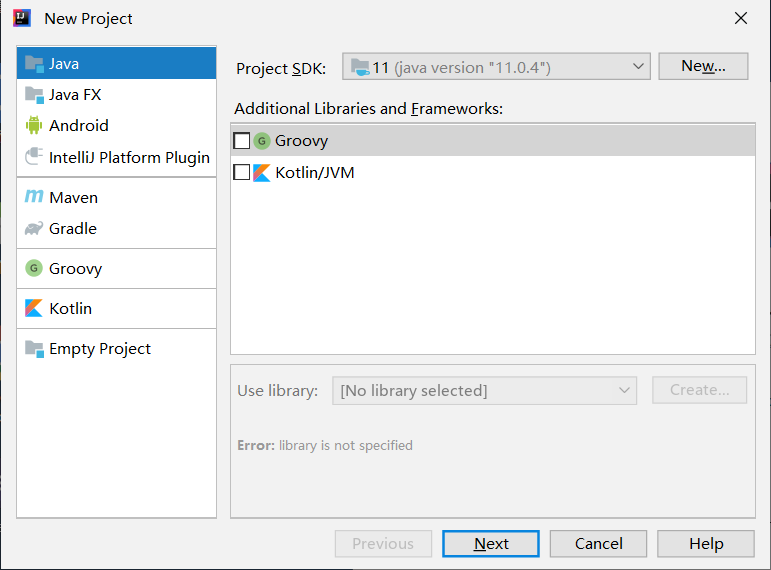 New Project
Java
Java FX
Android
IntelliJ Platform Plugin
Maven
Gradle
Groovy
Kotlin
Empty Project
Project SDK: 11 (java version "11.0.4") New...
Additional Libraries and Frameworks:
Groovy
Kotlin/JVM
Use library: [No library selected] Create...
Error: library is not specified
Previous Next Cancel Help